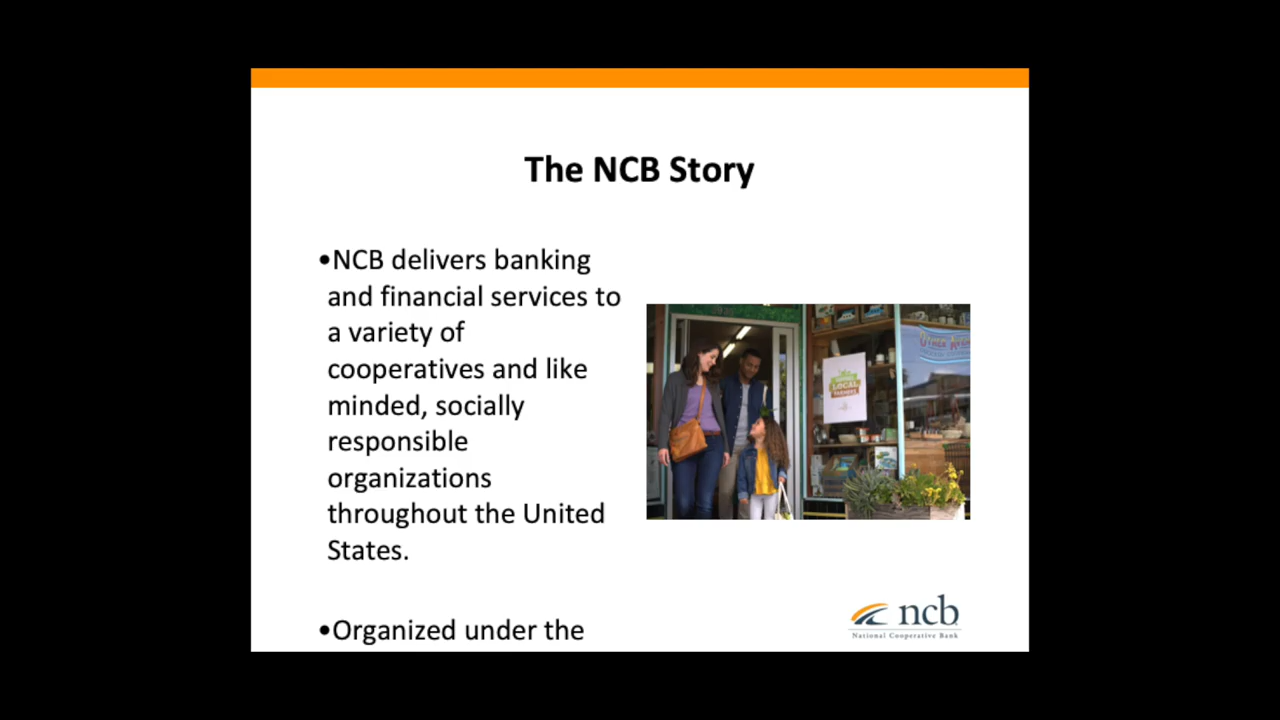 The NCB Story
•NCB delivers banking
and financial services to
a variety of
cooperatives and like
minded, socially
responsible
organizations
throughout the United
States.
•Organized under the
LOCAL
ncb
National Cooperative Bank